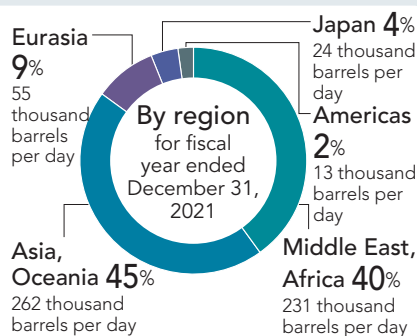 Eurasia
9%
55
thousand
barrels
per day
Japan 4%
24 thousand
barrels per
day
Americas
2%
13 thousand
barrels per
day
By region
for fiscal
year ended
December 31,
2021
Asia,
Oceania 45%
262 thousand
barrels per day
Middle East,
Africa 40%
231 thousand
barrels per day